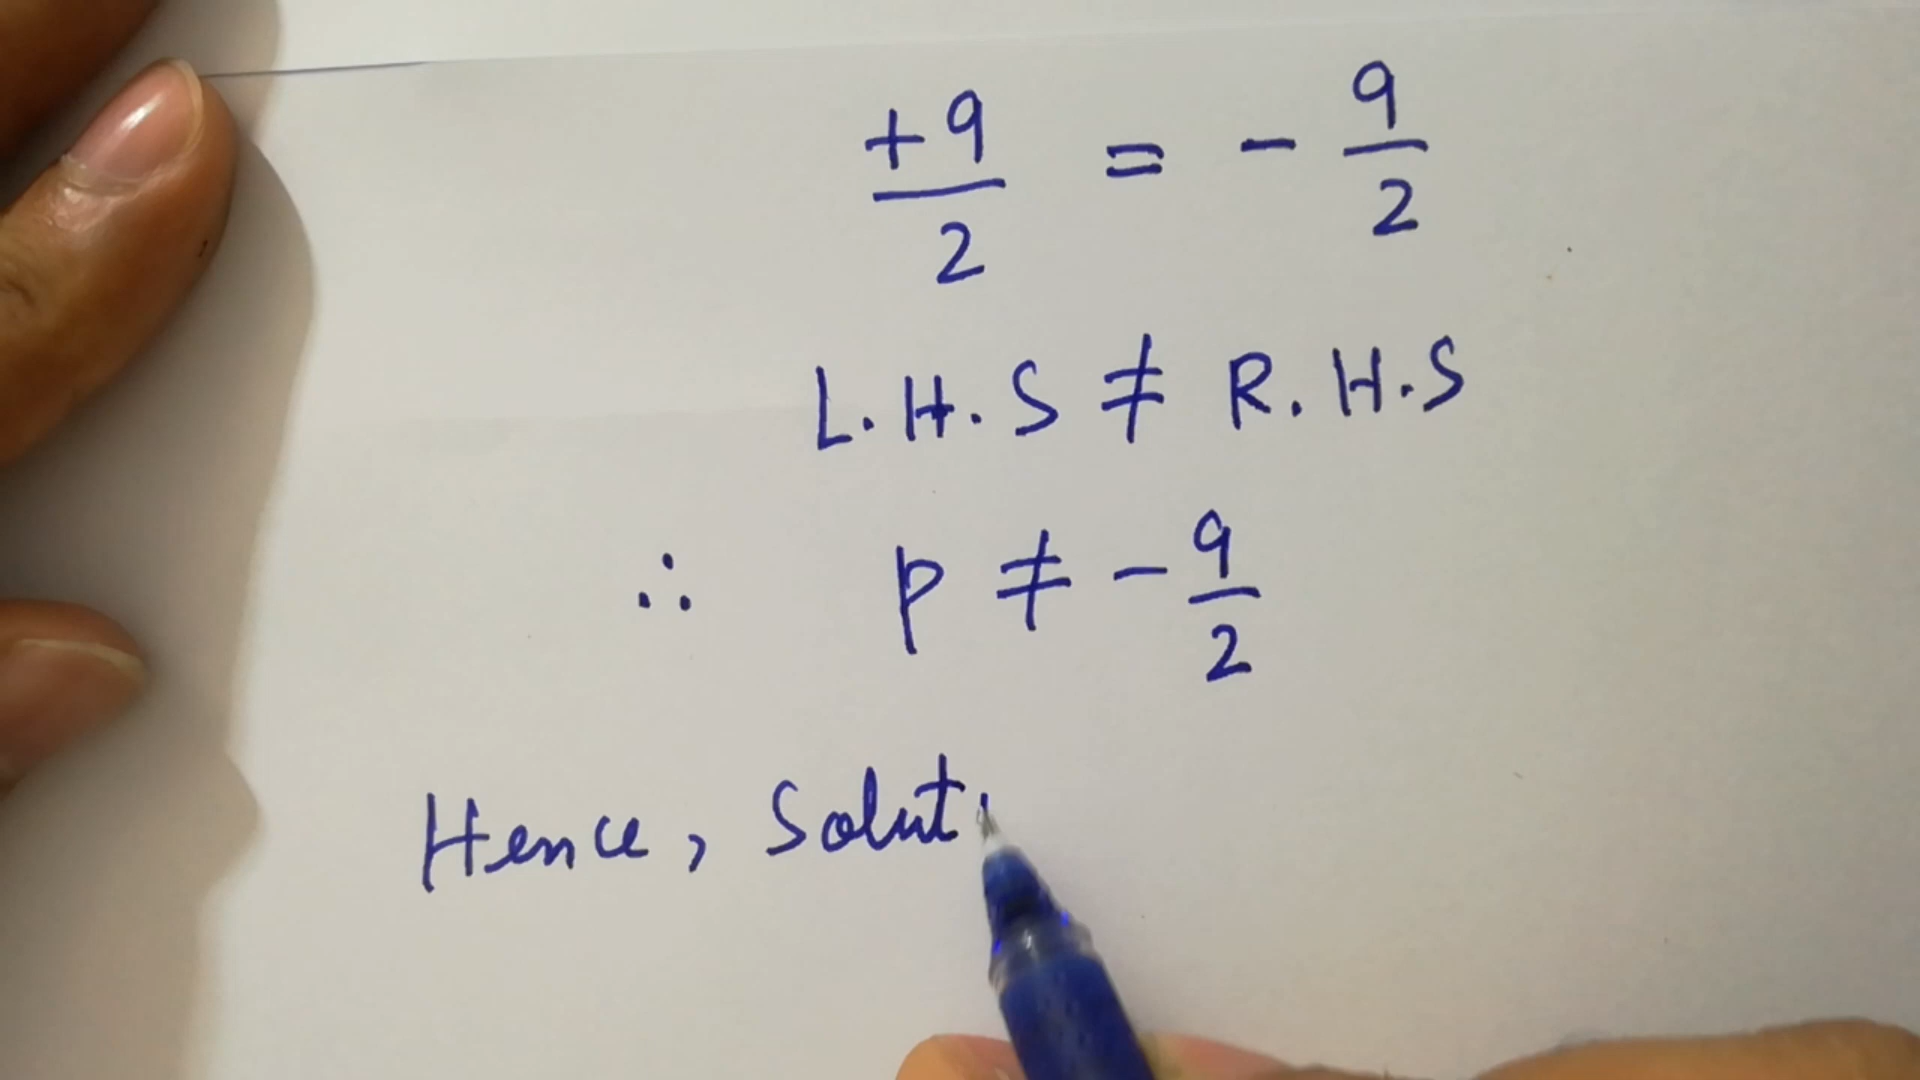 +9/2 = - 9/2
L.H.S ≠ R.H.S
∴ p ≠ - 9/2
Hence, Solut